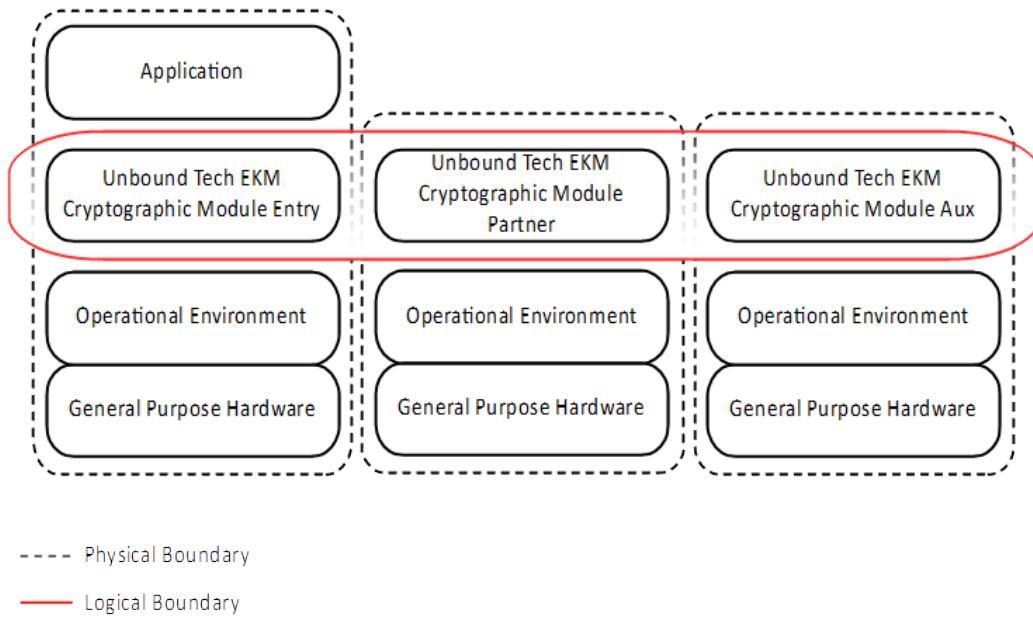 Application
Unbound Tech EKM
Cryptographic Module Entry
Unbound Tech EKM
Cryptographic Module
Partner
Unbound Tech EKM
Cryptographic Module Aux
Operational Environment
Operational Environment
Operational Environment
General Purpose Hardware
General Purpose Hardware
General Purpose Hardware
Physical Boundary
Logical Boundary